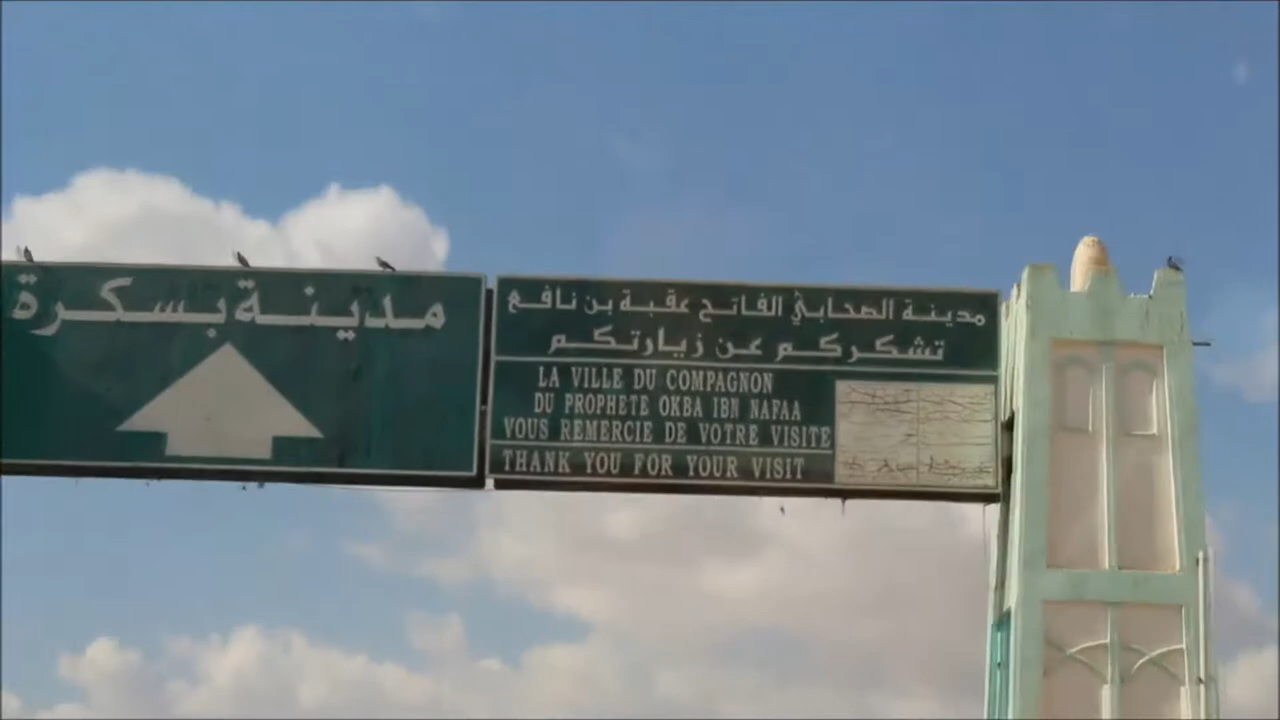 مدينة بسكرة
مدينة الصحابي الفاتح عقبة بن نافع
تشكركم عن زيارتكم
LA VILLE DU COMPAGNON
DU PROPHETE OKBA IBN NAFAA
VOUS REMERCIE DE VOTRE VISITE
THANK YOU FOR YOUR VISIT